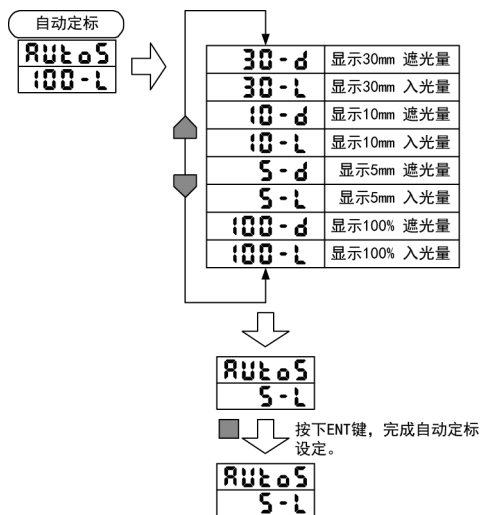 自动定标
AUtoS
100-L
30-d 显示30mm 遮光量
30-L 显示30mm 入光量
10-d 显示10mm 遮光量
10-L 显示10mm 入光量
5-d 显示5mm 遮光量
5-L 显示5mm 入光量
100-d 显示100% 遮光量
100-L 显示100% 入光量
AUtoS
5-L
按下ENT键，完成自动定标
设定。
AUtoS
5-L